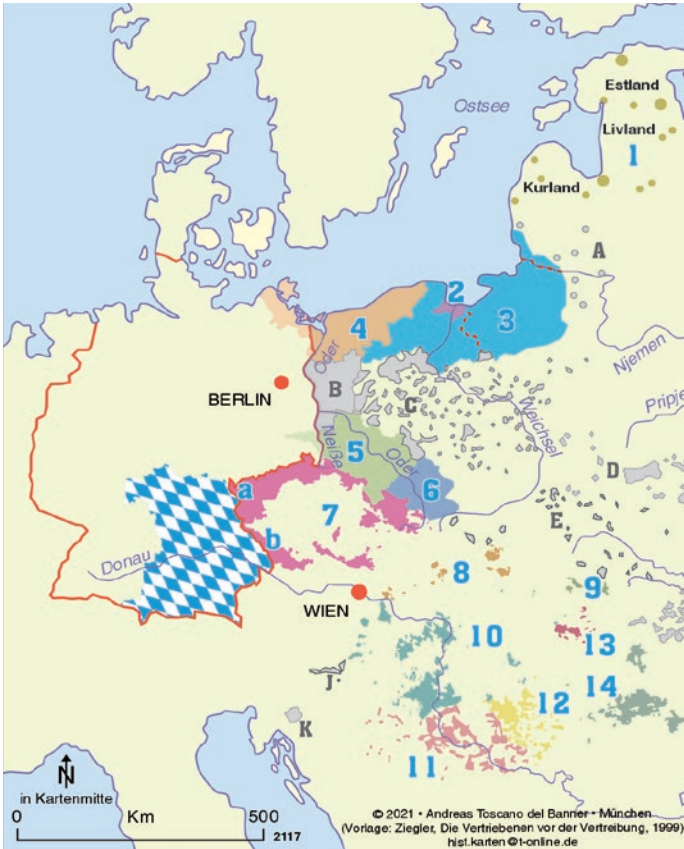 Estland
Ostsee
Livland
1
Kurland
A
2
3
4
Oder
Njemen
B
BERLIN
C
Weichsel
Pripje
Neiße
5
Oder
D
a
6
7
E
b
Donau
8
9
WIEN
10
13
J
14
12
K
11
N
in Kartenmitte
0 Km 500
2117
© 2021 • Andreas Toscano del Banner • München
(Vorlage: Ziegler, Die Vertriebenen vor der Vertreibung, 1999)
hist.karten@t-online.de